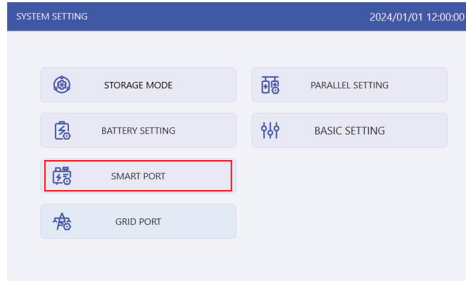 SYSTEM SETTING 2024/01/01 12:00:00
STORAGE MODE PARALLEL SETTING
BATTERY SETTING BASIC SETTING
SMART PORT
GRID PORT